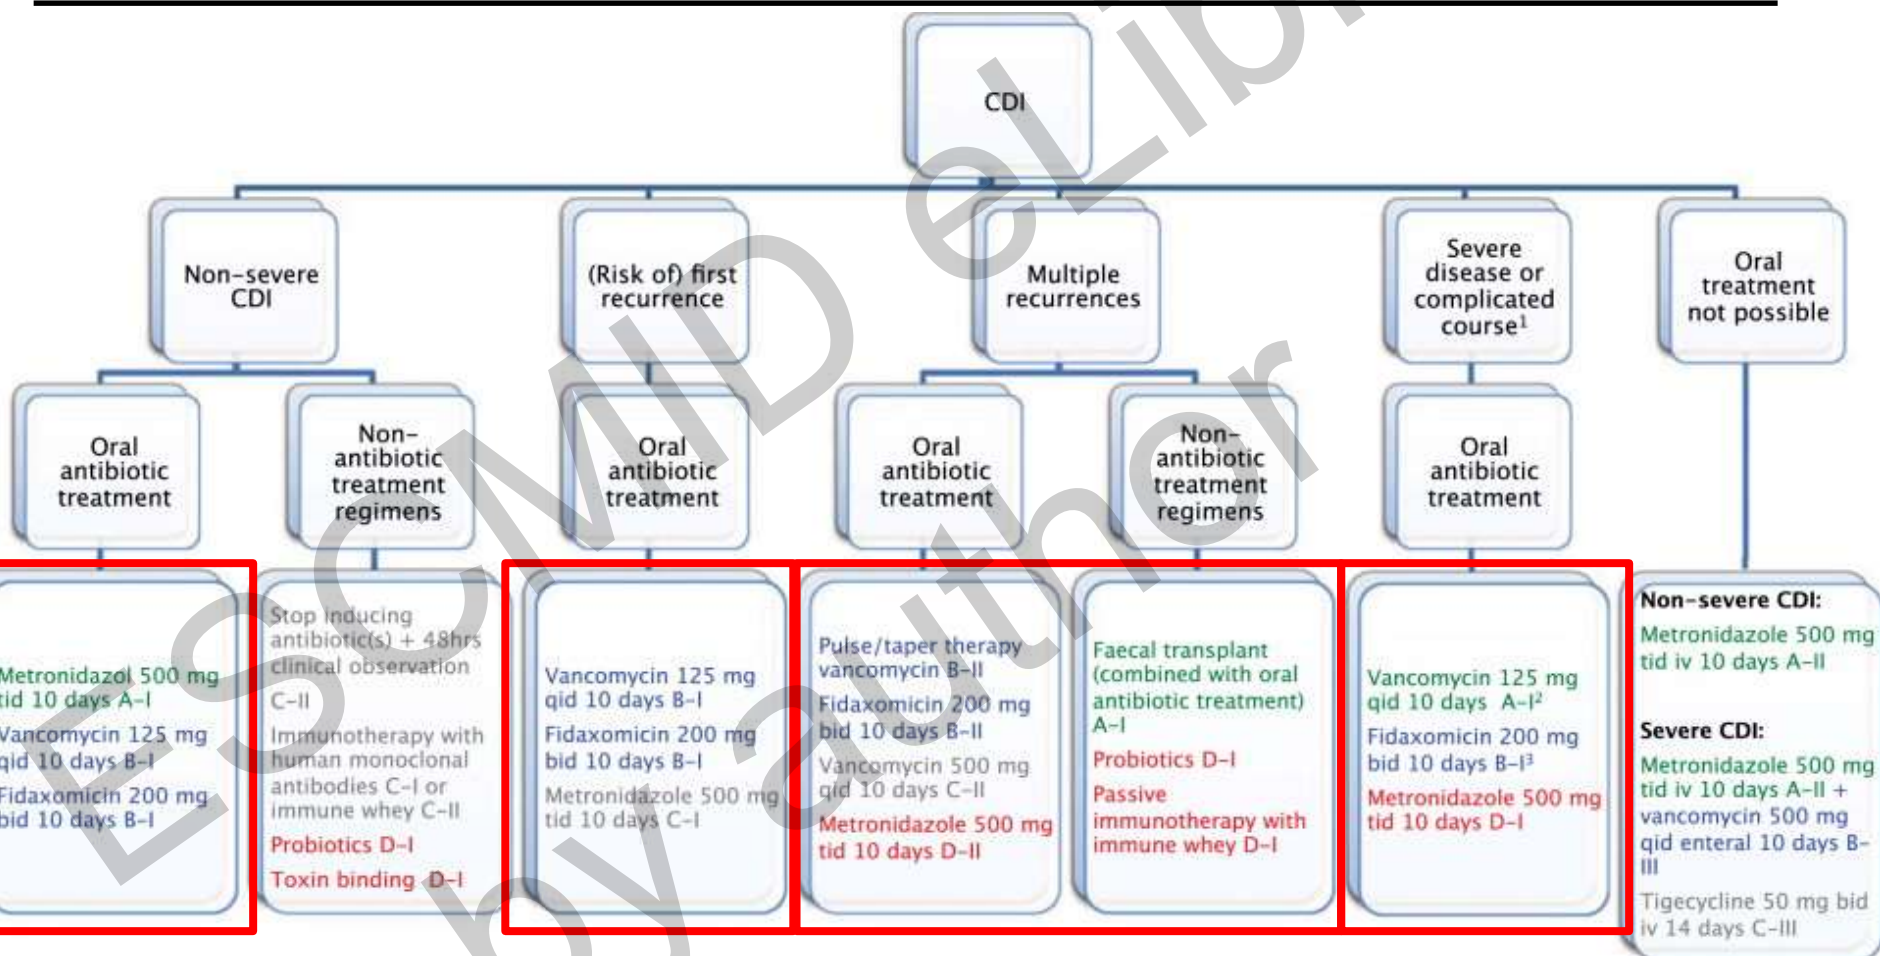 CDI
Non-severe
CDI
(Risk of) first
recurrence
Multiple
recurrences
Severe
disease or
complicated
course¹
Oral
treatment
not possible
Oral
antibiotic
treatment
Non-
antibiotic
treatment
regimens
Oral
antibiotic
treatment
Oral
antibiotic
treatment
Non-
antibiotic
treatment
regimens
Oral
antibiotic
treatment
Metronidazol 500 mg
tid 10 days A-I
Vancomycin 125 mg
qid 10 days B-I
Fidaxomicin 200 mg
bid 10 days B-I
Stop inducing
antibiotic(s) + 48hrs
clinical observation
C-II
Immunotherapy with
human monoclonal
antibodies C-I or
immune whey C-II
Probiotics D-I
Toxin binding D-I
Vancomycin 125 mg
qid 10 days B-I
Fidaxomicin 200 mg
bid 10 days B-I
Metronidazole 500 mg
tid 10 days C-I
Pulse/taper therapy
vancomycin B-II
Fidaxomicin 200 mg
bid 10 days B-II
Vancomycin 500 mg
qid 10 days C-II
Metronidazole 500 mg
tid 10 days D-II
Faecal transplant
(combined with oral
antibiotic treatment)
A-I
Probiotics D-I
Passive
immunotherapy with
immune whey D-I
Vancomycin 125 mg
qid 10 days A-I²
Fidaxomicin 200 mg
bid 10 days B-I³
Metronidazole 500 mg
tid 10 days D-I
Non-severe CDI:
Metronidazole 500 mg
tid iv 10 days A-II
Severe CDI:
Metronidazole 500 mg
tid iv 10 days A-II +
vancomycin 500 mg
qid enteral 10 days B-
III
Tigecycline 50 mg bid
iv 14 days C-III
ESCMID eLib
by author